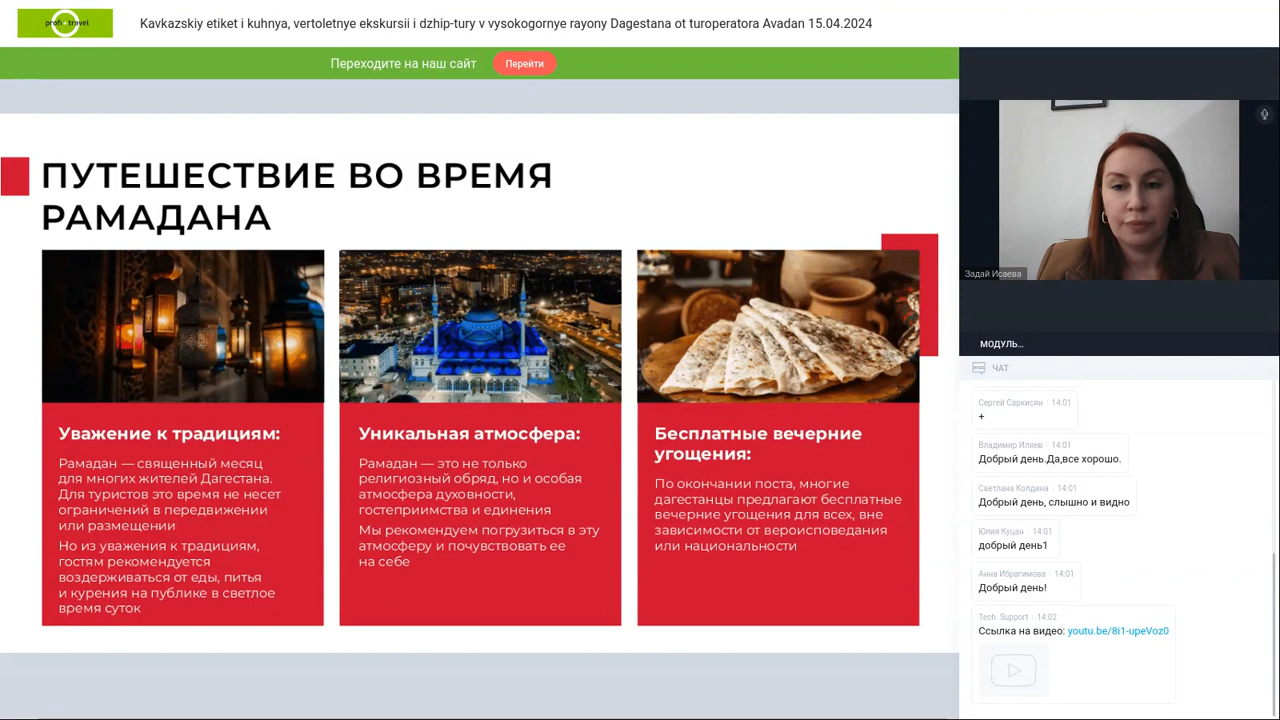 profi travel
Kavkazskiy etiket i kuhnya, vertoletnye ekskursii i dzhip-tury v vysokogornye rayony Dagestana ot turoperatora Avadan 15.04.2024
Переходите на наш сайт
Перейти
ПУТЕШЕСТВИЕ ВО ВРЕМЯ
РАМАДАНА
Уважение к традициям:
Рамадан — священный месяц
для многих жителей Дагестана.
Для туристов это время не несет
ограничений в передвижении
или размещении
Но из уважения к традициям,
гостям рекомендуется
воздерживаться от еды, питья
и курения на публике в светлое
время суток
Уникальная атмосфера:
Рамадан — это не только
религиозный обряд, но и особая
атмосфера духовности,
гостеприимства и единения
Мы рекомендуем погрузиться в эту
атмосферу и почувствовать ее
на себе
Бесплатные вечерние
угощения:
По окончании поста, многие
дагестанцы предлагают бесплатные
вечерние угощения для всех, вне
зависимости от вероисповедания
или национальности
Задай Исаева
МОДУЛЬ...
ЧАТ
Сергей Саркисян 14:01
+
Владимир Иляев 14:01
Добрый день.Да,все хорошо.
Светлана Колдина 14:01
Добрый день, слышно и видно
Юлия Куцан 14:01
добрый день1
Анна Ибрагимова 14:01
Добрый день!
Tech. Support 14:02
Ссылка на видео: youtu.be/8i1-upeVoz0